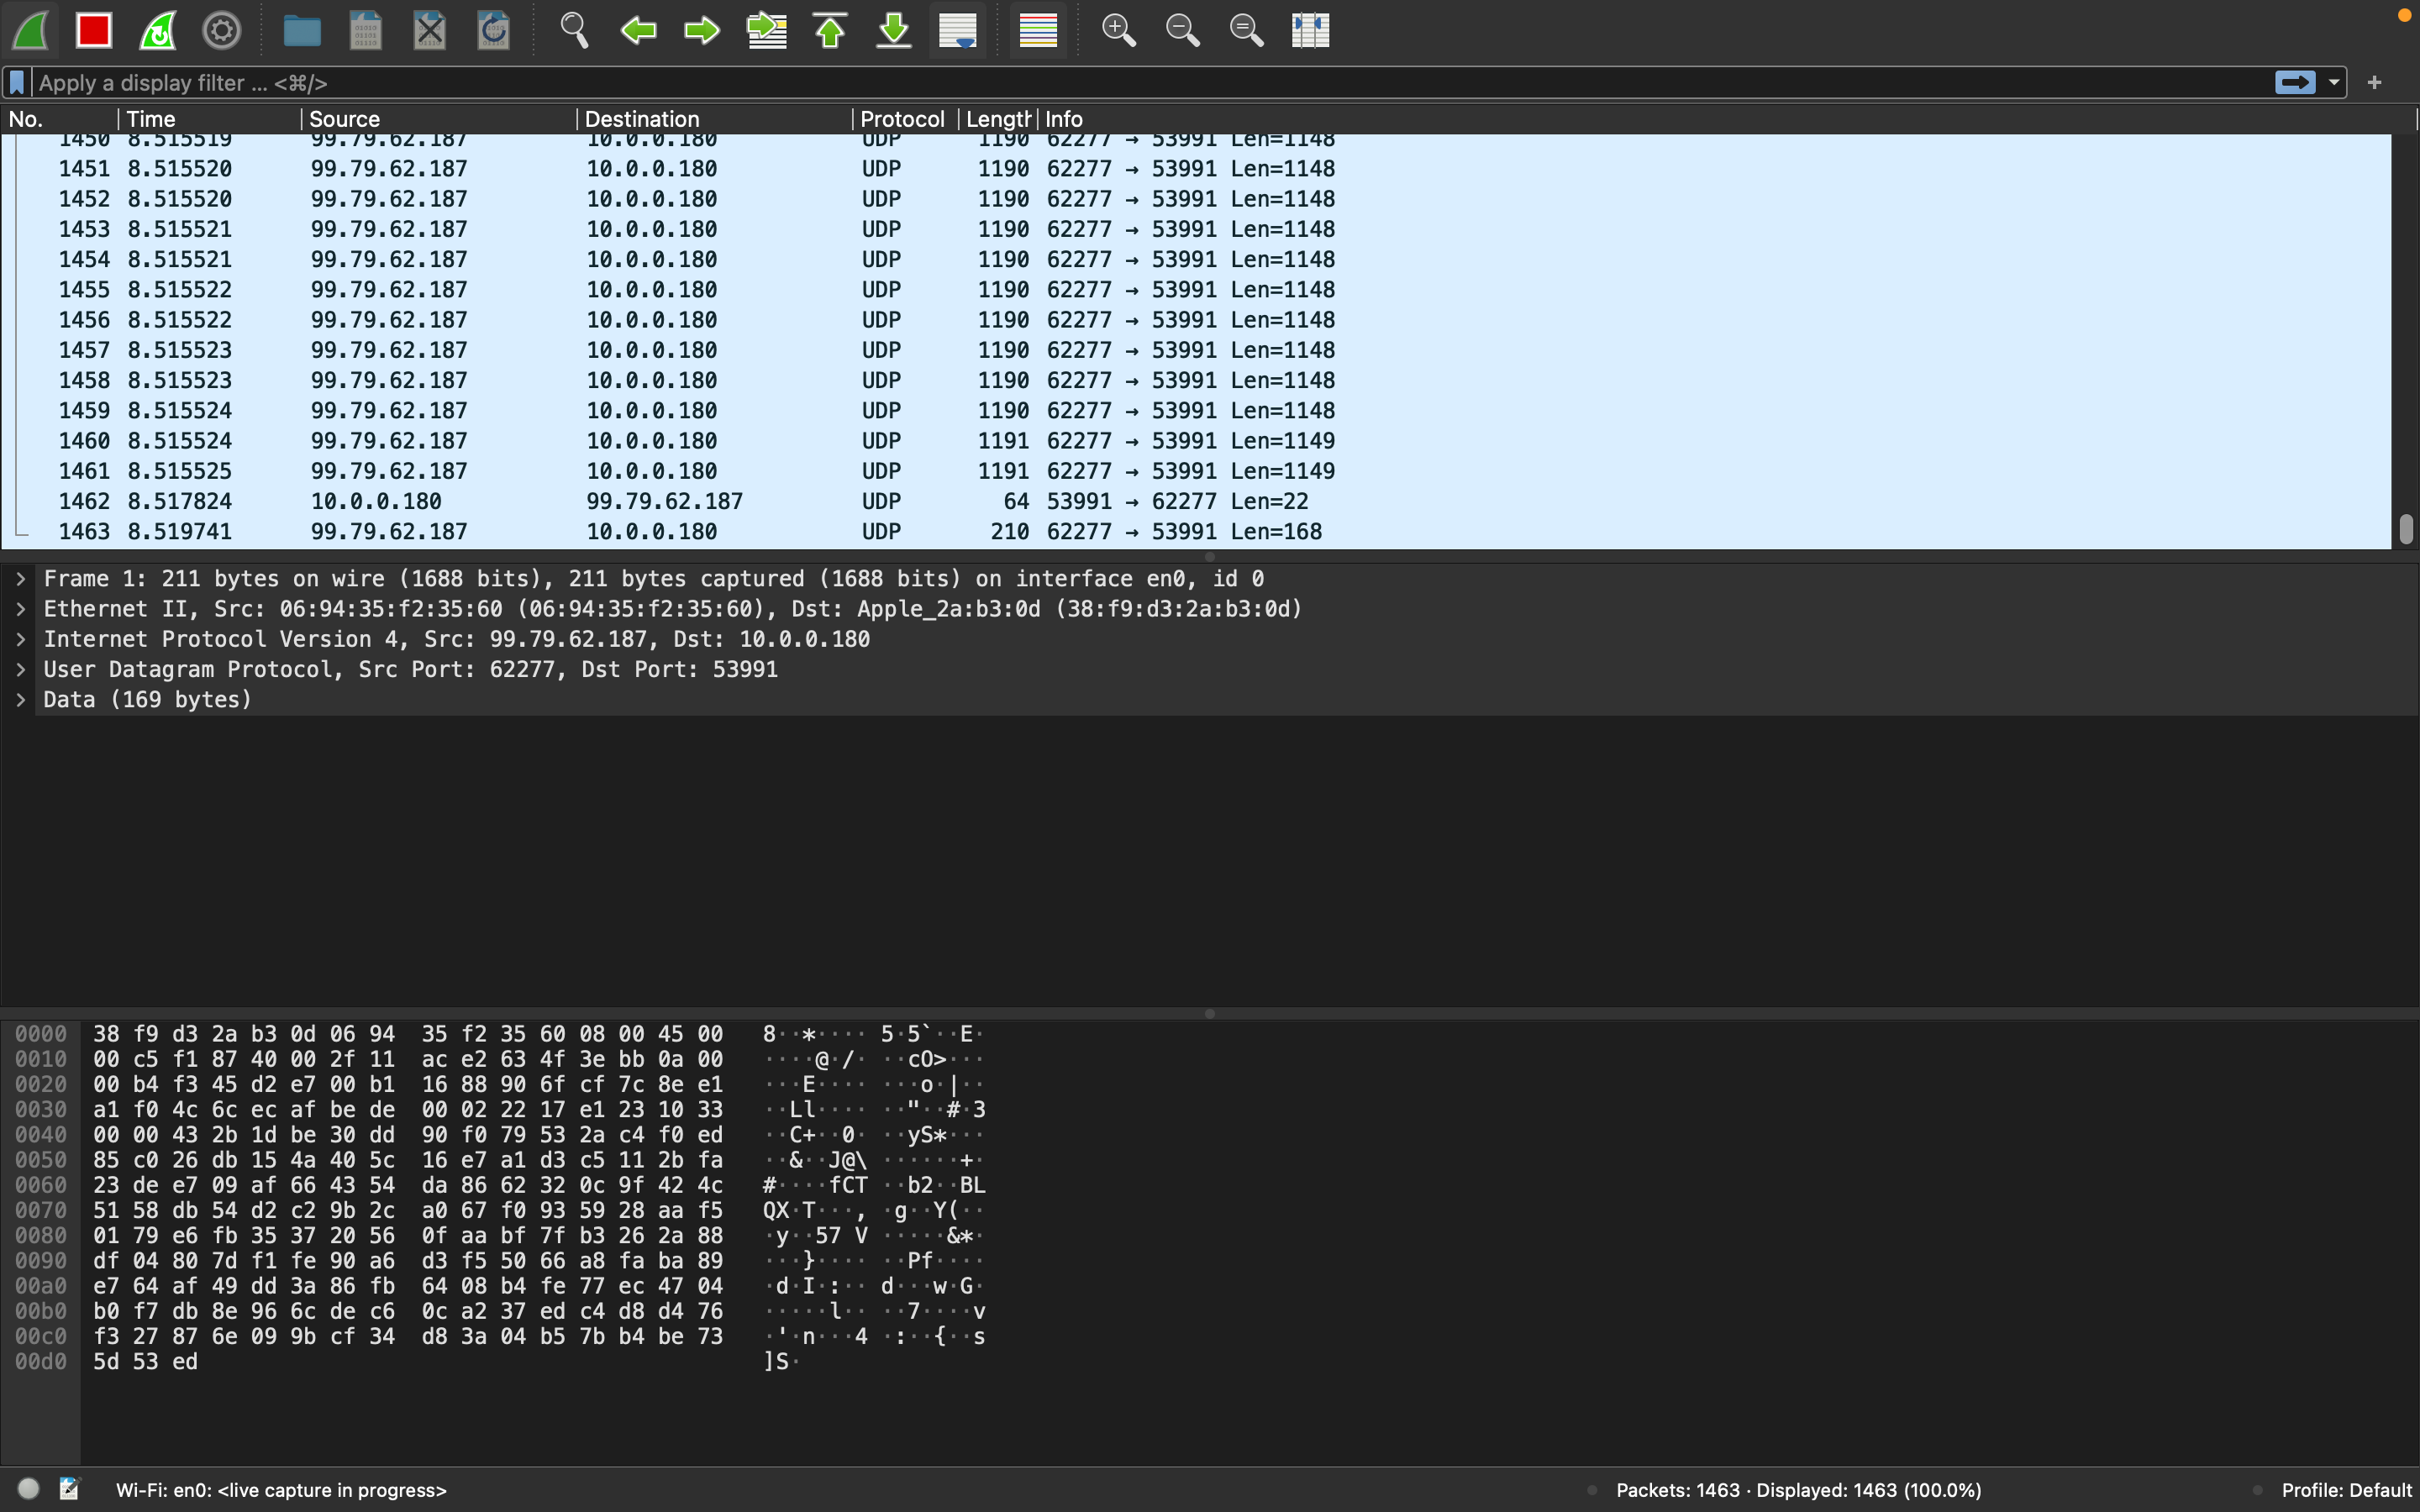 Apply a display filter ... <⌘/>
No. Time Source Destination Protocol Length Info
1450 8.515519 99.79.62.187 10.0.0.180 UDP 1190 62277 → 53991 Len=1148
1451 8.515520 99.79.62.187 10.0.0.180 UDP 1190 62277 → 53991 Len=1148
1452 8.515520 99.79.62.187 10.0.0.180 UDP 1190 62277 → 53991 Len=1148
1453 8.515521 99.79.62.187 10.0.0.180 UDP 1190 62277 → 53991 Len=1148
1454 8.515521 99.79.62.187 10.0.0.180 UDP 1190 62277 → 53991 Len=1148
1455 8.515522 99.79.62.187 10.0.0.180 UDP 1190 62277 → 53991 Len=1148
1456 8.515522 99.79.62.187 10.0.0.180 UDP 1190 62277 → 53991 Len=1148
1457 8.515523 99.79.62.187 10.0.0.180 UDP 1190 62277 → 53991 Len=1148
1458 8.515523 99.79.62.187 10.0.0.180 UDP 1190 62277 → 53991 Len=1148
1459 8.515524 99.79.62.187 10.0.0.180 UDP 1190 62277 → 53991 Len=1148
1460 8.515524 99.79.62.187 10.0.0.180 UDP 1191 62277 → 53991 Len=1149
1461 8.515525 99.79.62.187 10.0.0.180 UDP 1191 62277 → 53991 Len=1149
1462 8.517824 10.0.0.180 99.79.62.187 UDP 64 53991 → 62277 Len=22
1463 8.519741 99.79.62.187 10.0.0.180 UDP 210 62277 → 53991 Len=168
Frame 1: 211 bytes on wire (1688 bits), 211 bytes captured (1688 bits) on interface en0, id 0
Ethernet II, Src: 06:94:35:f2:35:60 (06:94:35:f2:35:60), Dst: Apple_2a:b3:0d (38:f9:d3:2a:b3:0d)
Internet Protocol Version 4, Src: 99.79.62.187, Dst: 10.0.0.180
User Datagram Protocol, Src Port: 62277, Dst Port: 53991
Data (169 bytes)
0000 38 f9 d3 2a b3 0d 06 94 35 f2 35 60 08 00 45 00 8··*···· 5·5`··E·
0010 00 c5 f1 87 40 00 2f 11 ac e2 63 4f 3e bb 0a 00 ····@·/· ··cO>···
0020 00 b4 f3 45 d2 e7 00 b1 16 88 90 6f cf 7c 8e e1 ···E···· ···o·|··
0030 a1 f0 4c 6c ec af be de 00 02 22 17 e1 23 10 33 ··Ll···· ··"··#·3
0040 00 00 43 2b 1d be 30 dd 90 f0 79 53 2a c4 f0 ed ··C+··0· ··yS*···
0050 85 c0 26 db 15 4a 40 5c 16 e7 a1 d3 c5 11 2b fa ··&··J@\ ······+·
0060 23 de e7 09 af 66 43 54 da 86 62 32 0c 9f 42 4c #····fCT ··b2··BL
0070 51 58 db 54 d2 c2 9b 2c a0 67 f0 93 59 28 aa f5 QX·T···, ·g··Y(··
0080 01 79 e6 fb 35 37 20 56 0f aa bf 7f b3 26 2a 88 ·y··57 V ·····&*·
0090 df 04 80 7d f1 fe 90 a6 d3 f5 50 66 a8 fa ba 89 ···}···· ··Pf····
00a0 e7 64 af 49 dd 3a 86 fb 64 08 b4 fe 77 ec 47 04 ·d·I·:·· d···w·G·
00b0 b0 f7 db 8e 96 6c de c6 0c a2 37 ed c4 d8 d4 76 ·····l·· ··7····v
00c0 f3 27 87 6e 09 9b cf 34 d8 3a 04 b5 7b b4 be 73 ·'·n···4 ·:··{··s
00d0 5d 53 ed ]S·
Wi-Fi: en0: <live capture in progress> Packets: 1463 · Displayed: 1463 (100.0%) Profile: Default